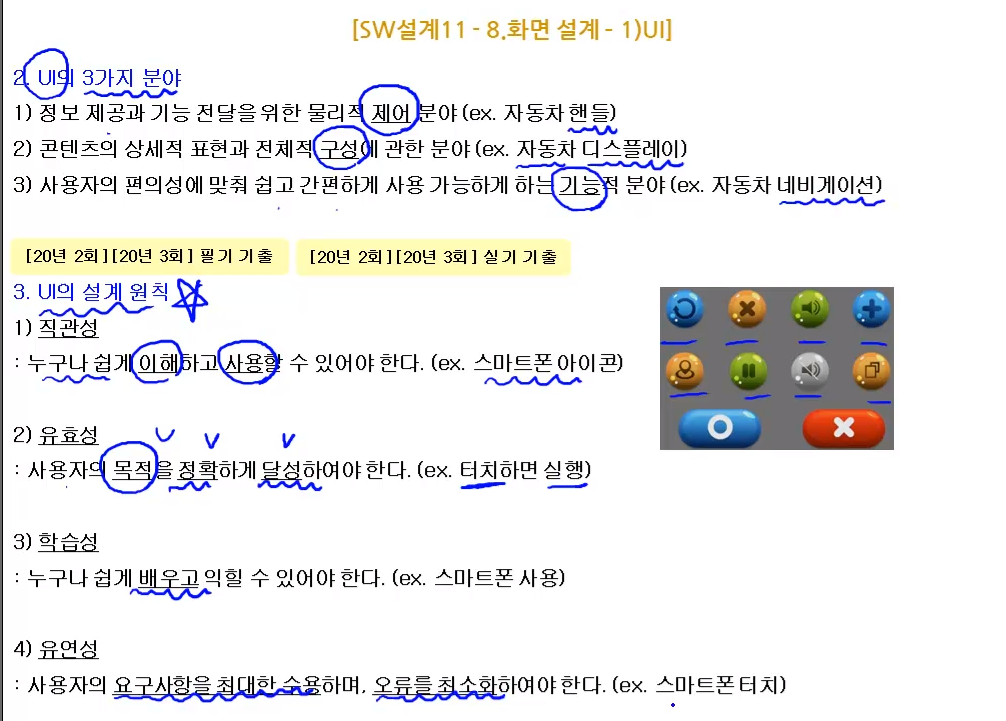 [SW설계11 - 8.화면 설계 - 1)UI]
2. UI의 3가지 분야
1) 정보 제공과 기능 전달을 위한 물리적 제어 분야 (ex. 자동차 핸들)
2) 콘텐츠의 상세적 표현과 전체적 구성에 관한 분야 (ex. 자동차 디스플레이)
3) 사용자의 편의성에 맞춰 쉽고 간편하게 사용 가능하게 하는 기능적 분야 (ex. 자동차 네비게이션)
[20년 2회][20년 3회] 필기 기출 [20년 2회][20년 3회] 실기 기출
3. UI의 설계 원칙
1) 직관성
: 누구나 쉽게 이해하고 사용할 수 있어야 한다. (ex. 스마트폰 아이콘)
2) 유효성
: 사용자의 목적을 정확하게 달성하여야 한다. (ex. 터치하면 실행)
3) 학습성
: 누구나 쉽게 배우고 익힐 수 있어야 한다. (ex. 스마트폰 사용)
4) 유연성
: 사용자의 요구사항을 최대한 수용하며, 오류를 최소화하여야 한다. (ex. 스마트폰 터치)